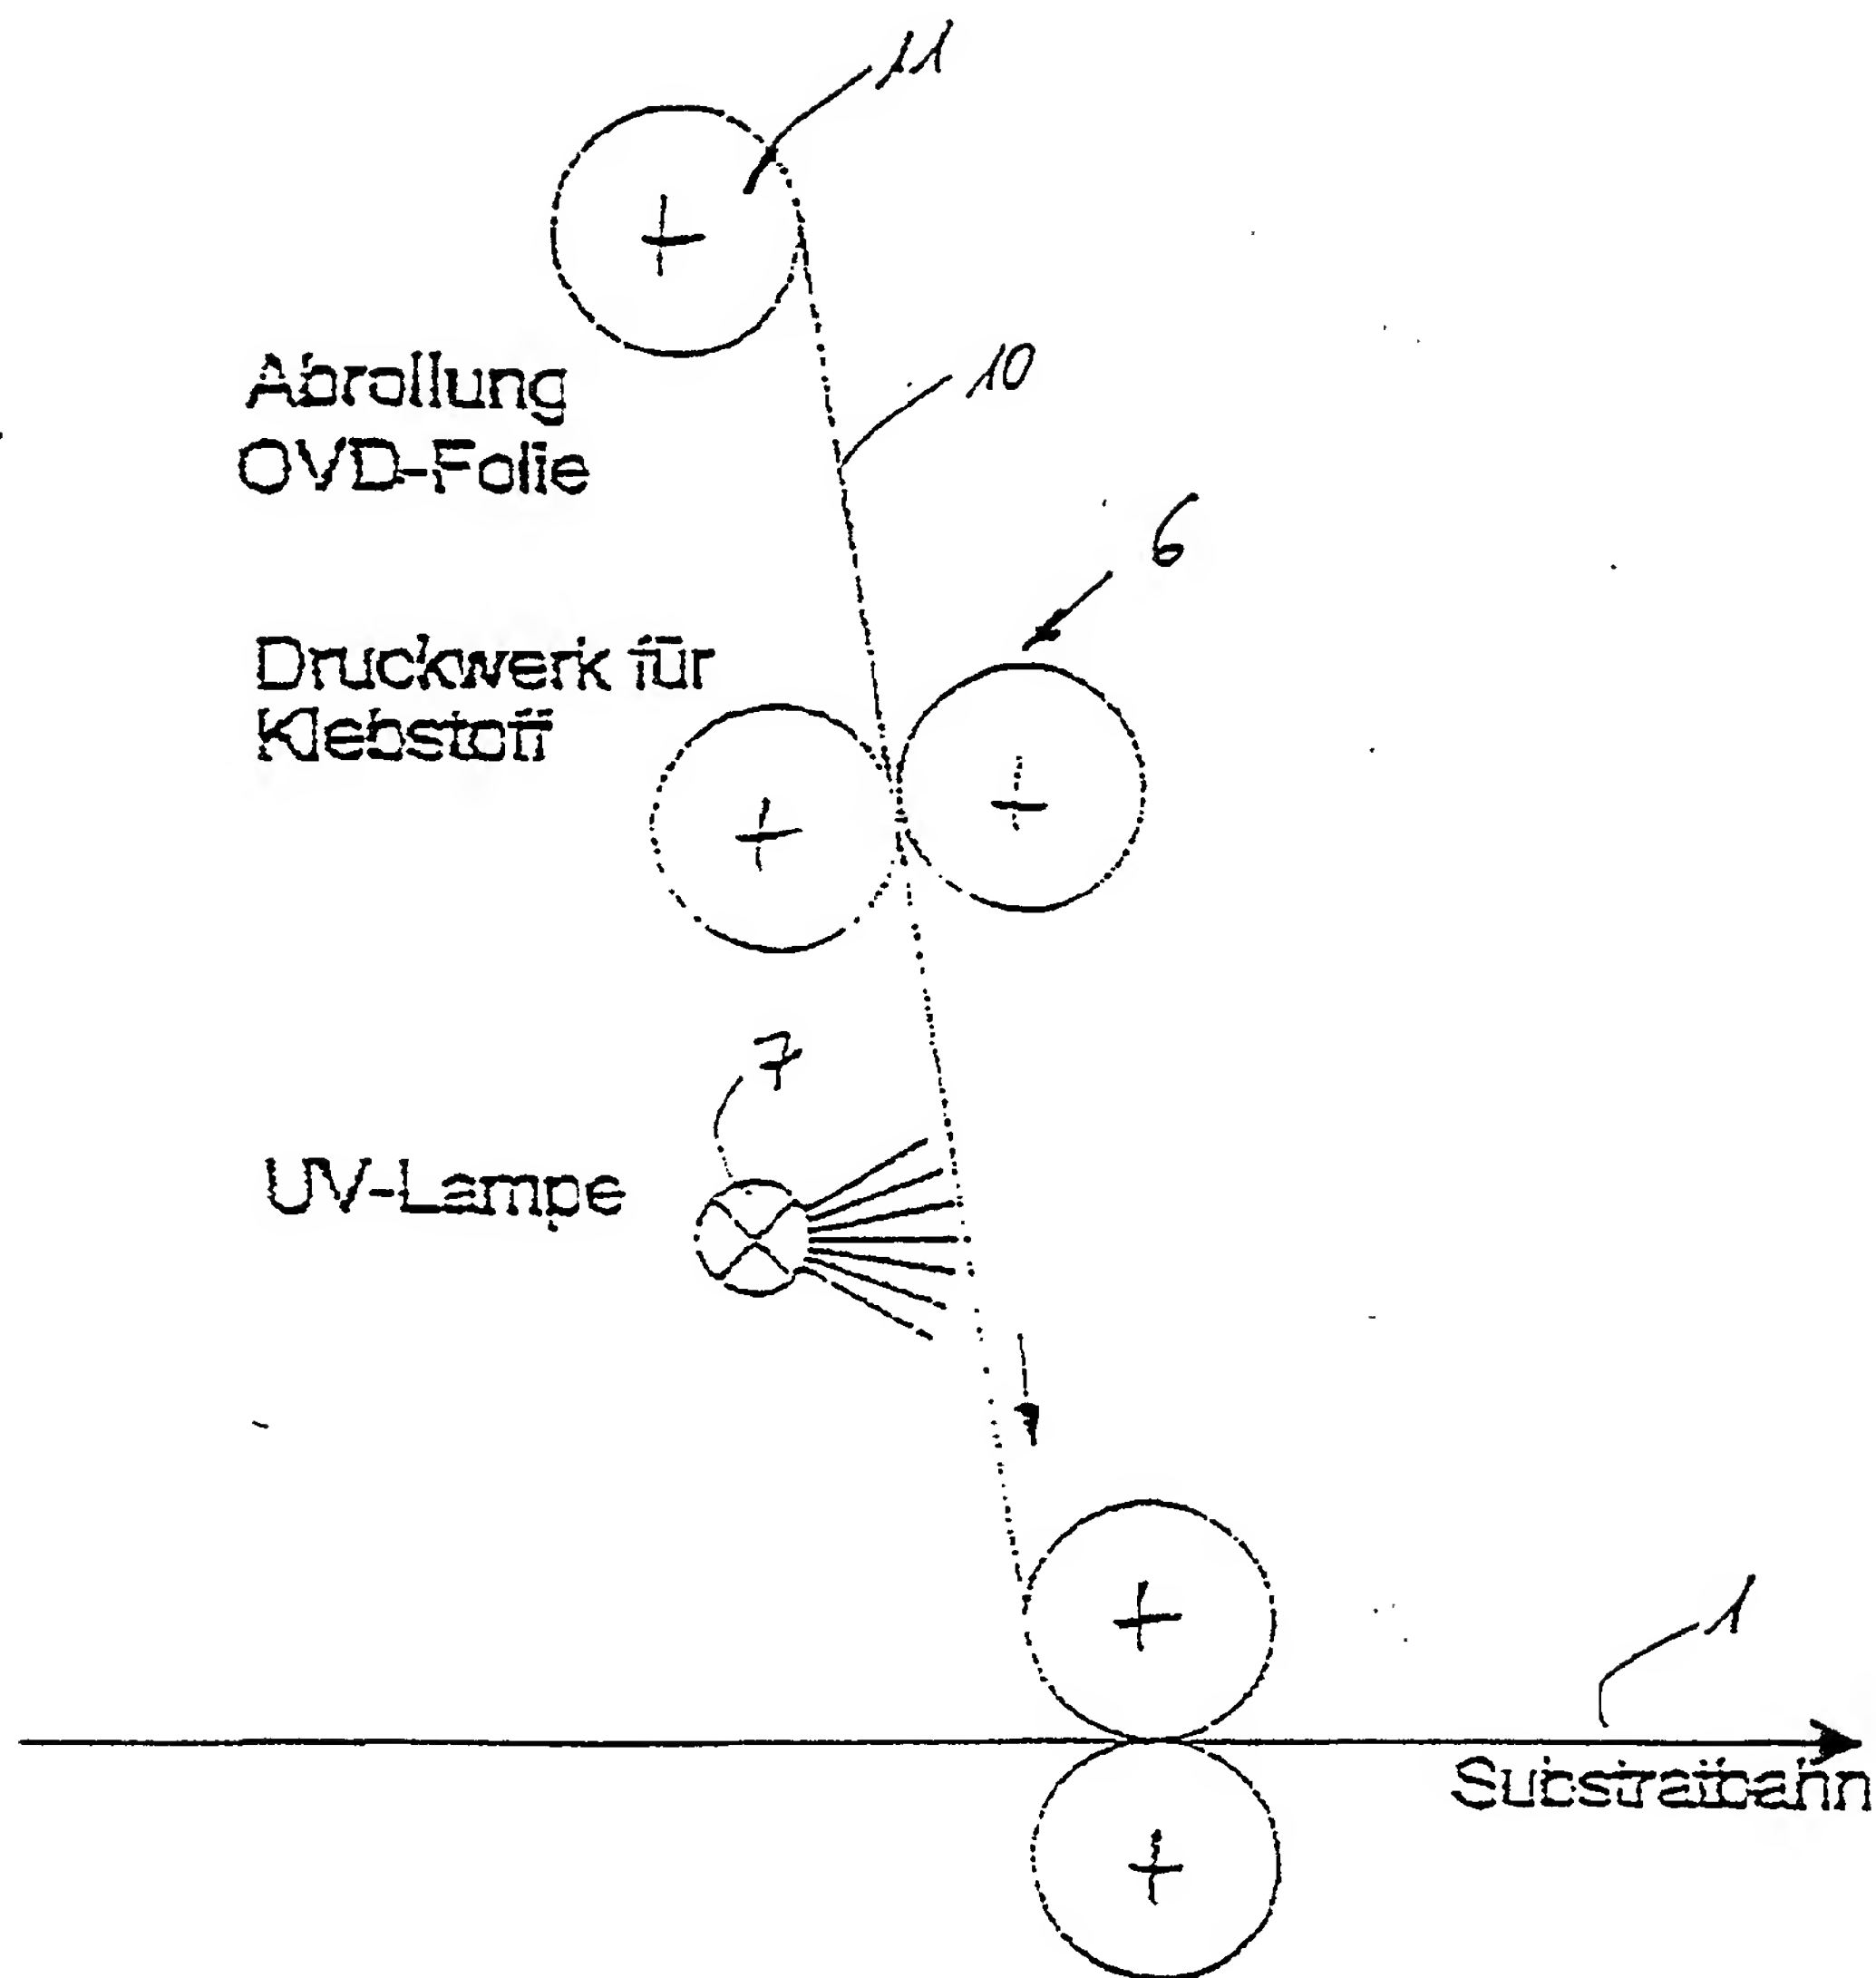 11
Abrollung
OVD-Folie
10
6
Druckwerk für
Klebstoff
7
UV-Lampe
1
Substratbahn